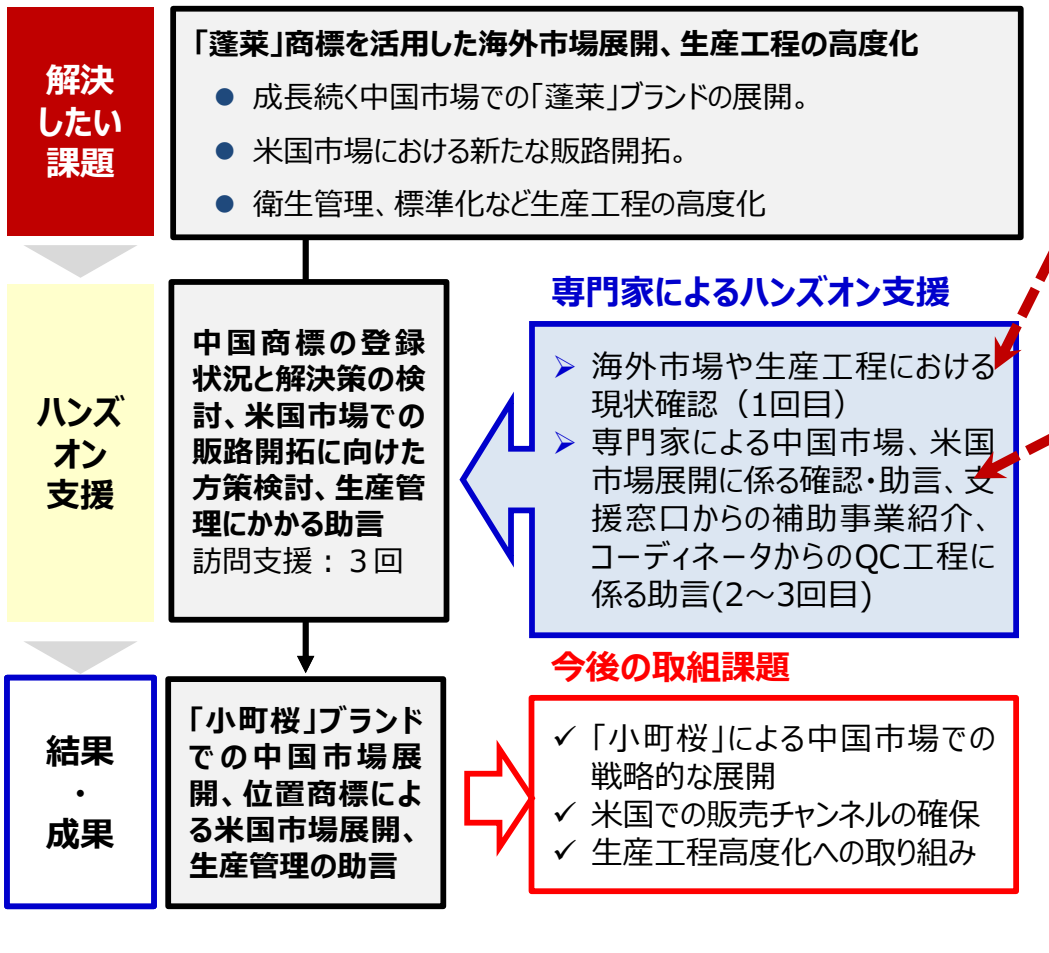 解決
したい
課題
「蓬莱」商標を活用した海外市場展開、生産工程の高度化
● 成長続く中国市場での「蓬莱」ブランドの展開。
● 米国市場における新たな販路開拓。
● 衛生管理、標準化など生産工程の高度化
ハンズ
オン
支援
中国商標の登録
状況と解決策の検
討、米国市場での
販路開拓に向けた
方策検討、生産管
理にかかる助言
訪問支援：３回
専門家によるハンズオン支援
➢ 海外市場や生産工程における
現状確認（1回目）
➢ 専門家による中国市場、米国
市場展開に係る確認・助言、支
援窓口からの補助事業紹介、
コーディネータからのQC工程に
係る助言(2～3回目)
結果
・
成果
「小町桜」ブランド
での中国市場展
開、位置商標によ
る米国市場展開、
生産管理の助言
今後の取組課題
✓ 「小町桜」による中国市場での
戦略的な展開
✓ 米国での販売チャンネルの確保
✓ 生産工程高度化への取り組み